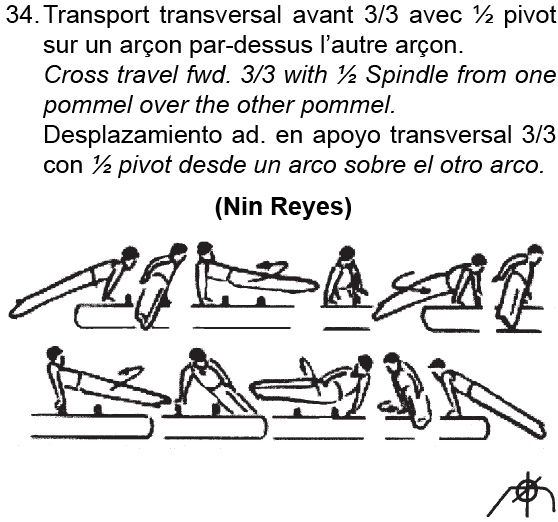 34. Transport transversal avant 3/3 avec ½ pivot
sur un arçon par-dessus l'autre arçon.
Cross travel fwd. 3/3 with ½ Spindle from one
pommel over the other pommel.
Desplazamiento ad. en apoyo transversal 3/3
con ½ pivot desde un arco sobre el otro arco.
(Nin Reyes)